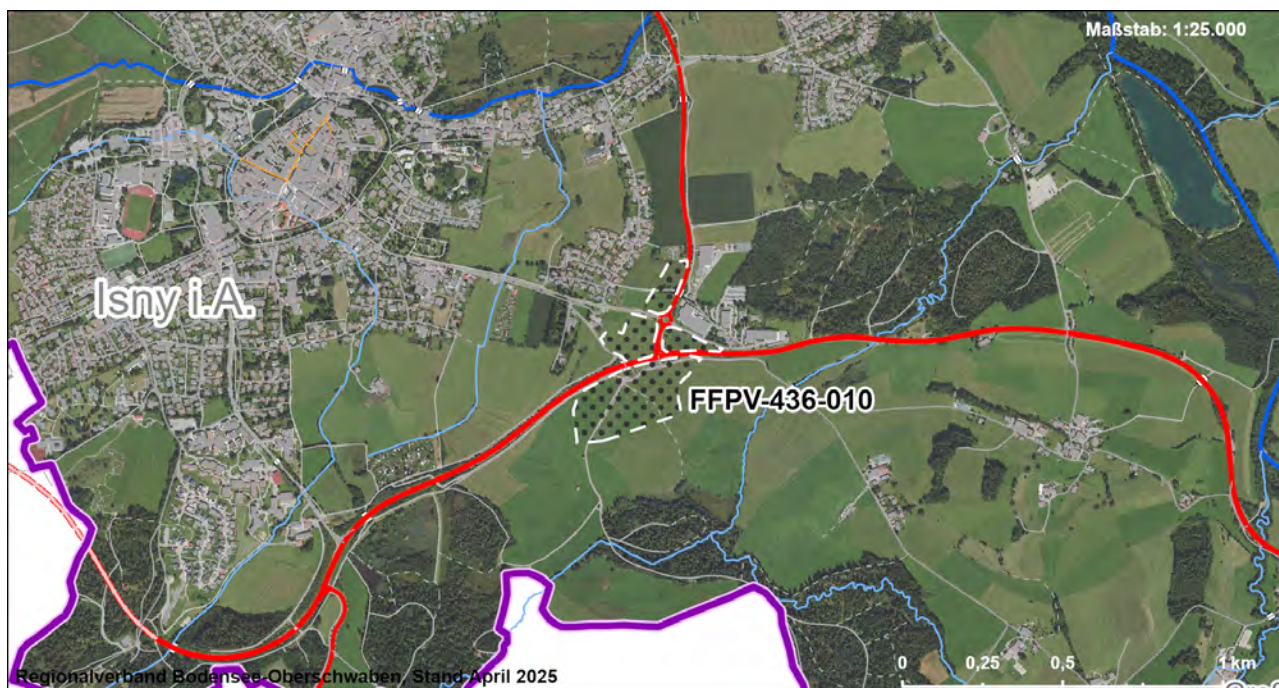 Maßstab: 1:25.000
Isny i.A.
FFPV-436-010
Regionalverband Bodensee-Oberschwaben, Stand April 2025
0 0,25 0,5 1 km